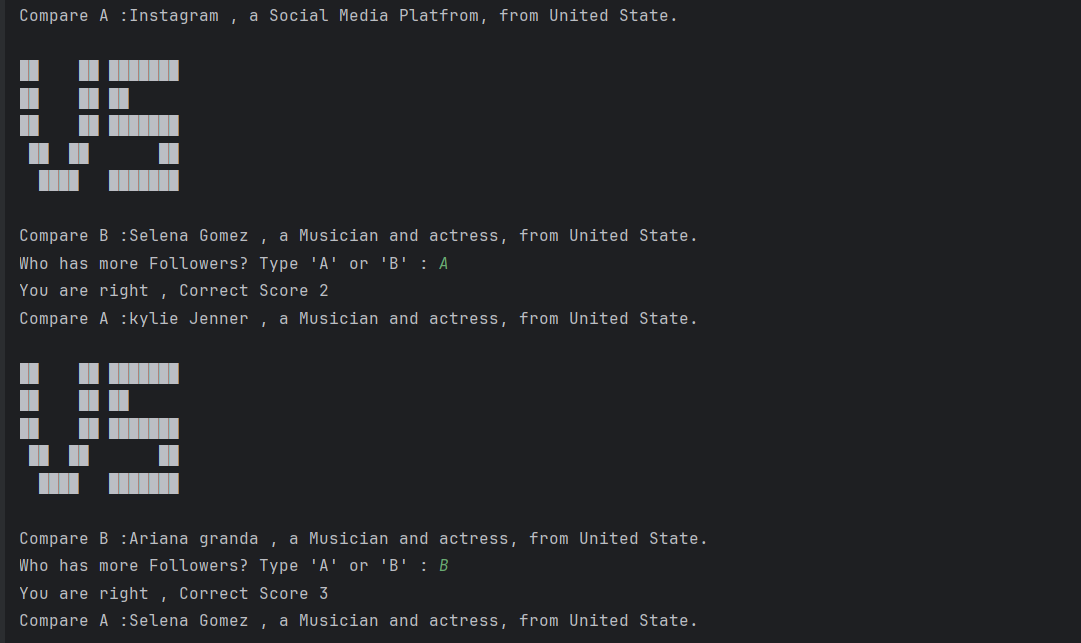 Compare A :Instagram , a Social Media Platfrom, from United State.
VS
Compare B :Selena Gomez , a Musician and actress, from United State.
Who has more Followers? Type 'A' or 'B' : A
You are right , Correct Score 2
Compare A :kylie Jenner , a Musician and actress, from United State.
VS
Compare B :Ariana granda , a Musician and actress, from United State.
Who has more Followers? Type 'A' or 'B' : B
You are right , Correct Score 3
Compare A :Selena Gomez , a Musician and actress, from United State.